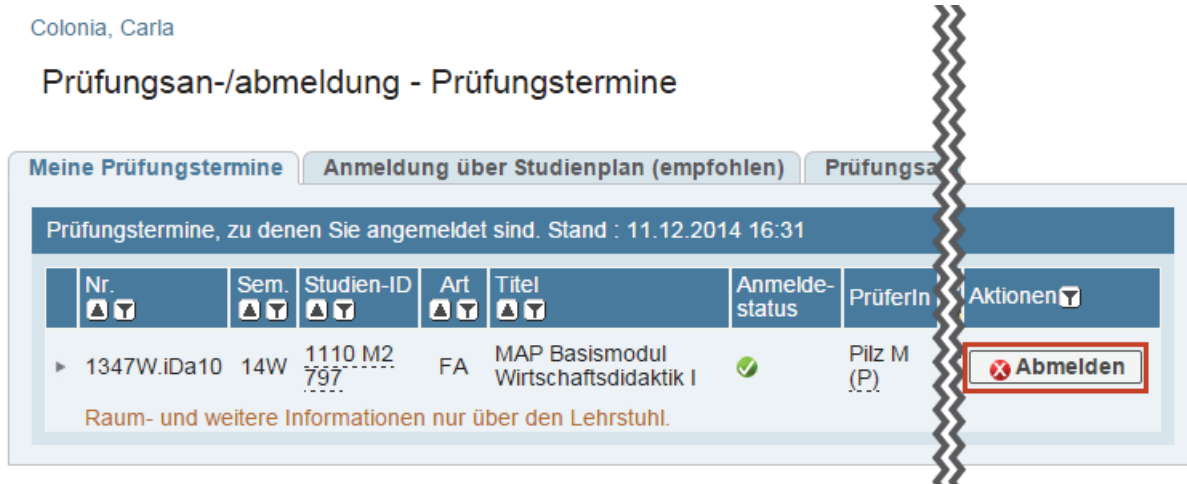 Colonia, Carla
Prüfungsan-/abmeldung - Prüfungstermine
Meine Prüfungstermine Anmeldung über Studienplan (empfohlen)
Prüfungstermine, zu denen Sie angemeldet sind. Stand : 11.12.2014 16:31
Nr. Sem. Studien-ID Art Titel Anmelde-
status PrüferIn Aktionen
1347W.iDa10 14W 1110 M2
797 FA MAP Basismodul
Wirtschaftsdidaktik I Pilz M
(P) Abmelden
Raum- und weitere Informationen nur über den Lehrstuhl.